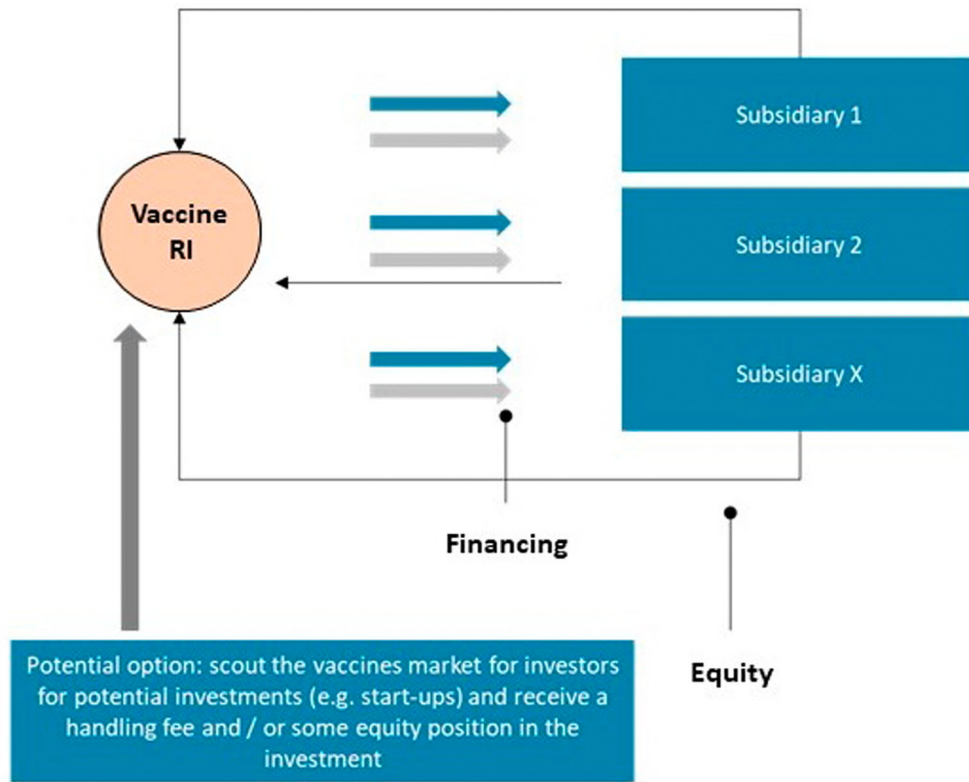 Subsidiary 1
Vaccine
RI
Subsidiary 2
Subsidiary X
Financing
Equity
Potential option: scout the vaccines market for investors
for potential investments (e.g. start-ups) and receive a
handling fee and / or some equity position in the
investment